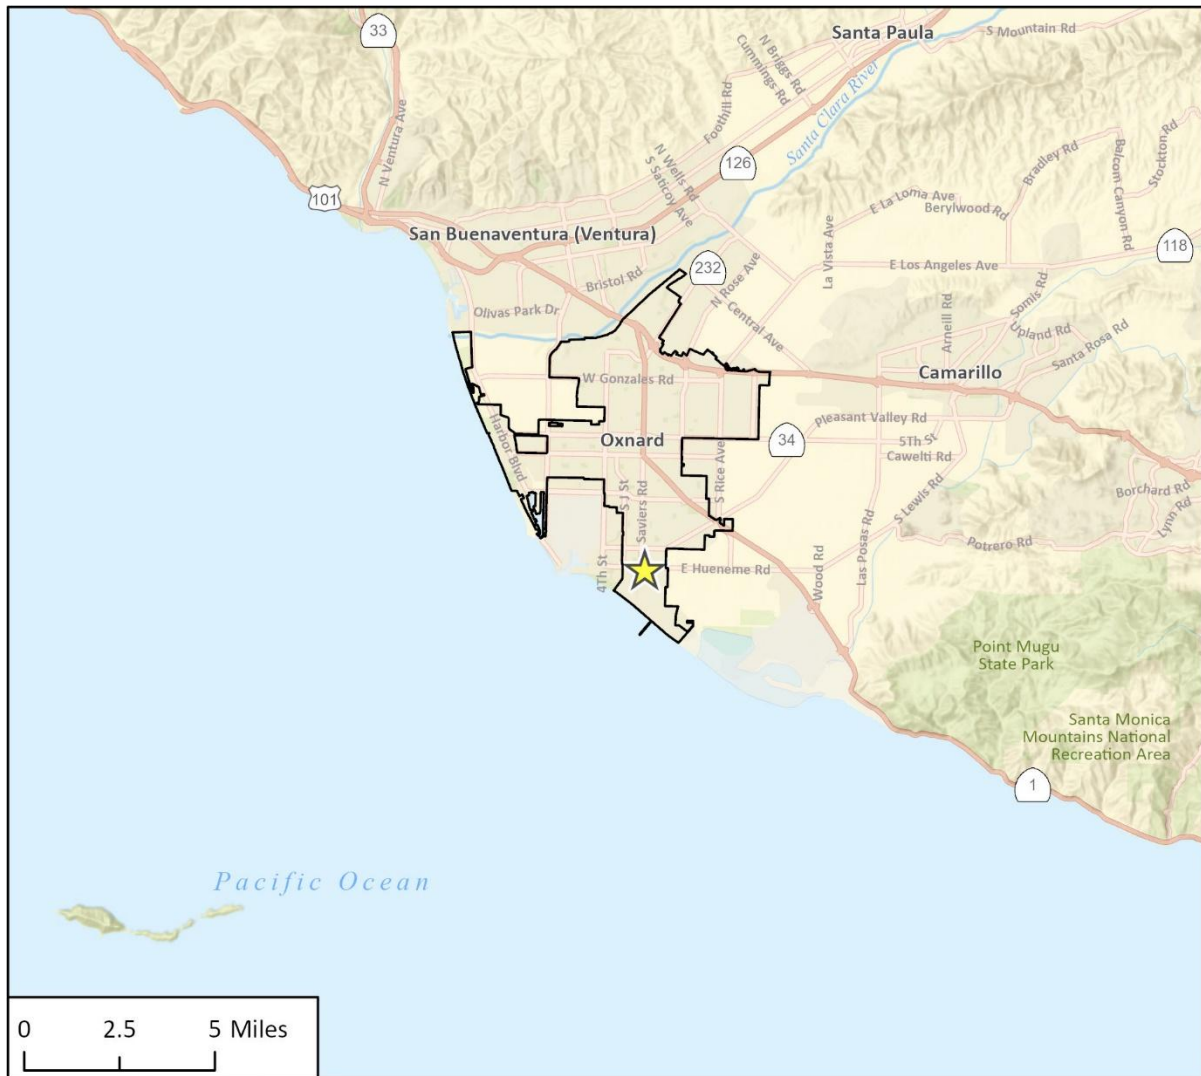 33
Santa Paula
S Mountain Rd
N Briggs Rd
Cummings Rd
Foothill Rd
Santa Clara River
N Ventura Ave
126
N Wells Rd
S Saticoy Ave
101
San Buenaventura (Ventura)
Bradley Rd
Balcom Canyon Rd
Stockton Rd
E La Loma Ave
Berylwood Rd
La Vista Ave
118
232
E Los Angeles Ave
Bristol Rd
N Rose Ave
Olivas Park Dr
Central Ave
Somis Rd
Arneill Rd
Upland Rd
Santa Rosa Rd
W Gonzales Rd
Camarillo
Harbor Blvd
Pleasant Valley Rd
Oxnard
34
5Th St
Cawelti Rd
S Rice Ave
S J St
Saviers Rd
S Lewis Rd
Borchard Rd
Lynn Rd
Las Posas Rd
Potrero Rd
4Th St
E Hueneme Rd
Wood Rd
Point Mugu
State Park
Santa Monica
Mountains National
Recreation Area
1
Pacific Ocean
0 2.5 5 Miles